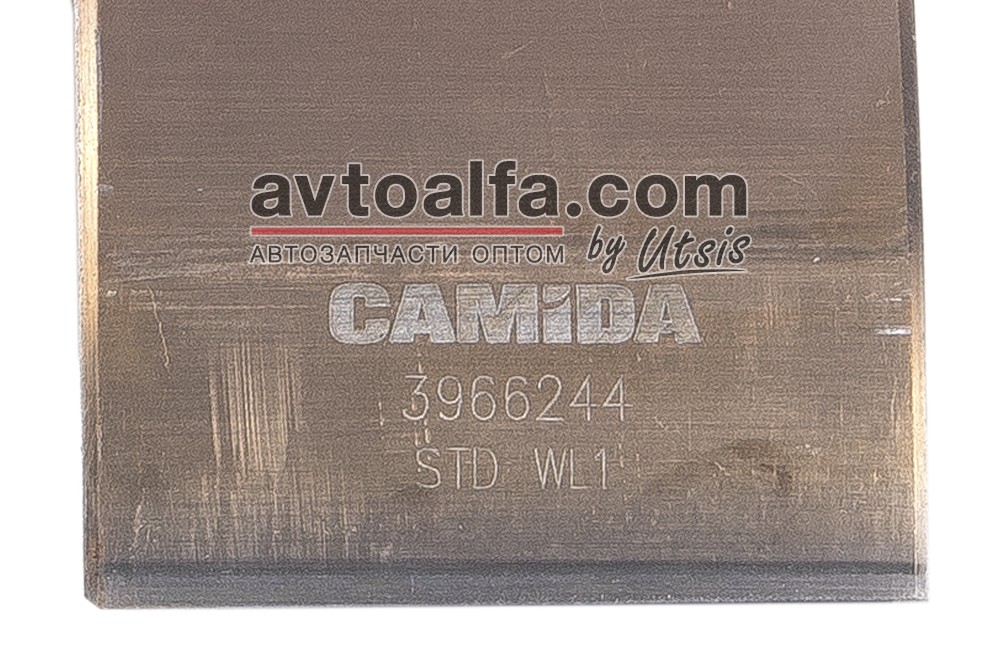 avtoalfa.com
АВТОЗАПЧАСТИ ОПТОМ by Utsis
CAMiDA
3966244
STD WL1